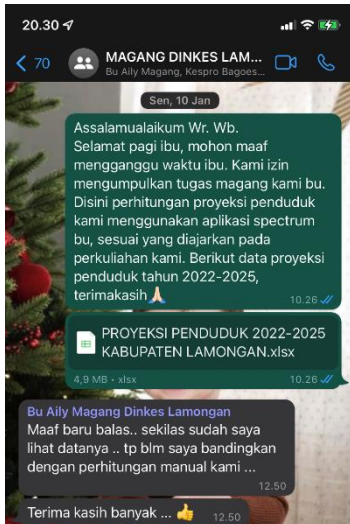 20.30
70
MAGANG DINKES LAM...
Bu Aily Magang, Kespro Bagoes...
Sen, 10 Jan
Assalamualaikum Wr. Wb.
Selamat pagi ibu, mohon maaf
mengganggu waktu ibu. Kami izin
mengumpulkan tugas magang kami bu.
Disini perhitungan proyeksi penduduk
kami menggunakan aplikasi spectrum
bu, sesuai yang diajarkan pada
perkuliahan kami. Berikut data proyeksi
penduduk tahun 2022-2025,
terimakasih🙏🏻
10.26
PROYEKSI PENDUDUK 2022-2025
KABUPATEN LAMONGAN.xlsx
4,9 MB • xlsx
10.26
Bu Aily Magang Dinkes Lamongan
Maaf baru balas.. sekilas sudah saya
lihat datanya .. tp blm saya bandingkan
dengan perhitungan manual kami ...
12.50
Terima kasih banyak ... 👍
12.50